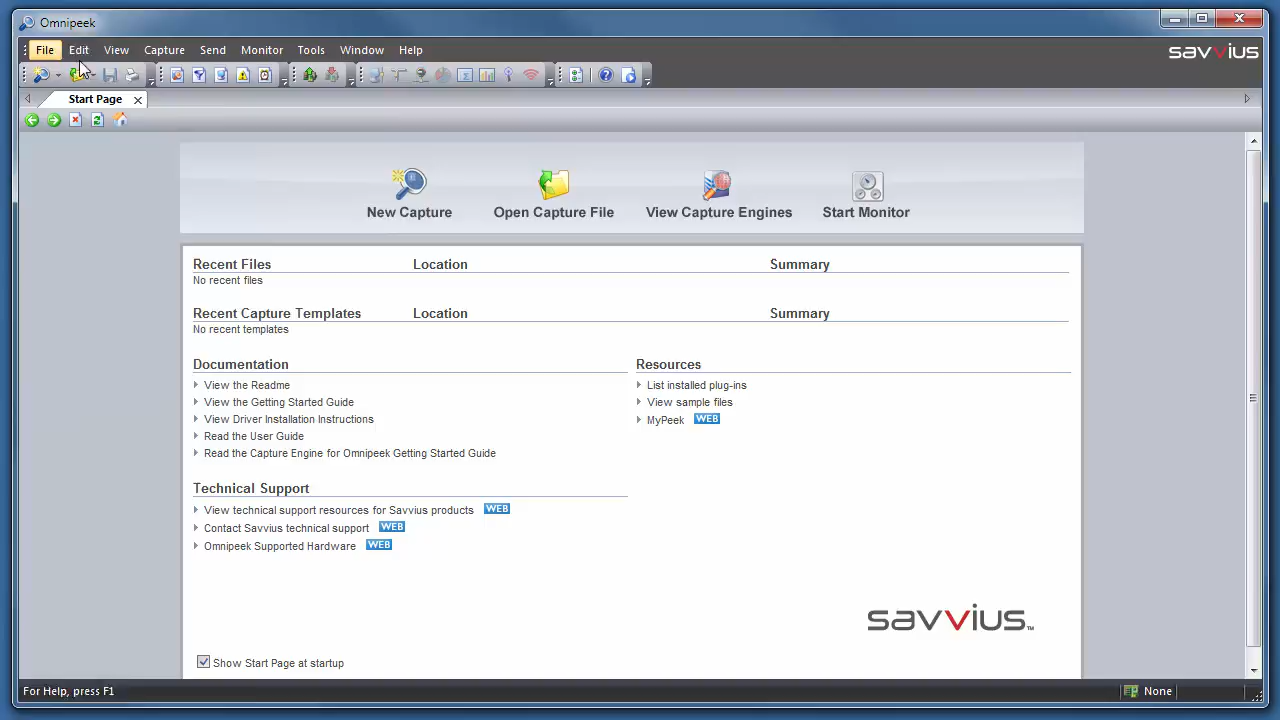 Omnipeek
File Edit View Capture Send Monitor Tools Window Help
savvius
Start Page
New Capture Open Capture File View Capture Engines Start Monitor
Recent Files Location Summary
No recent files
Recent Capture Templates Location Summary
No recent templates
Documentation
View the Readme
View the Getting Started Guide
View Driver Installation Instructions
Read the User Guide
Read the Capture Engine for Omnipeek Getting Started Guide
Resources
List installed plug-ins
View sample files
MyPeek WEB
Technical Support
View technical support resources for Savvius products WEB
Contact Savvius technical support WEB
Omnipeek Supported Hardware WEB
savvius™
Show Start Page at startup
For Help, press F1 None